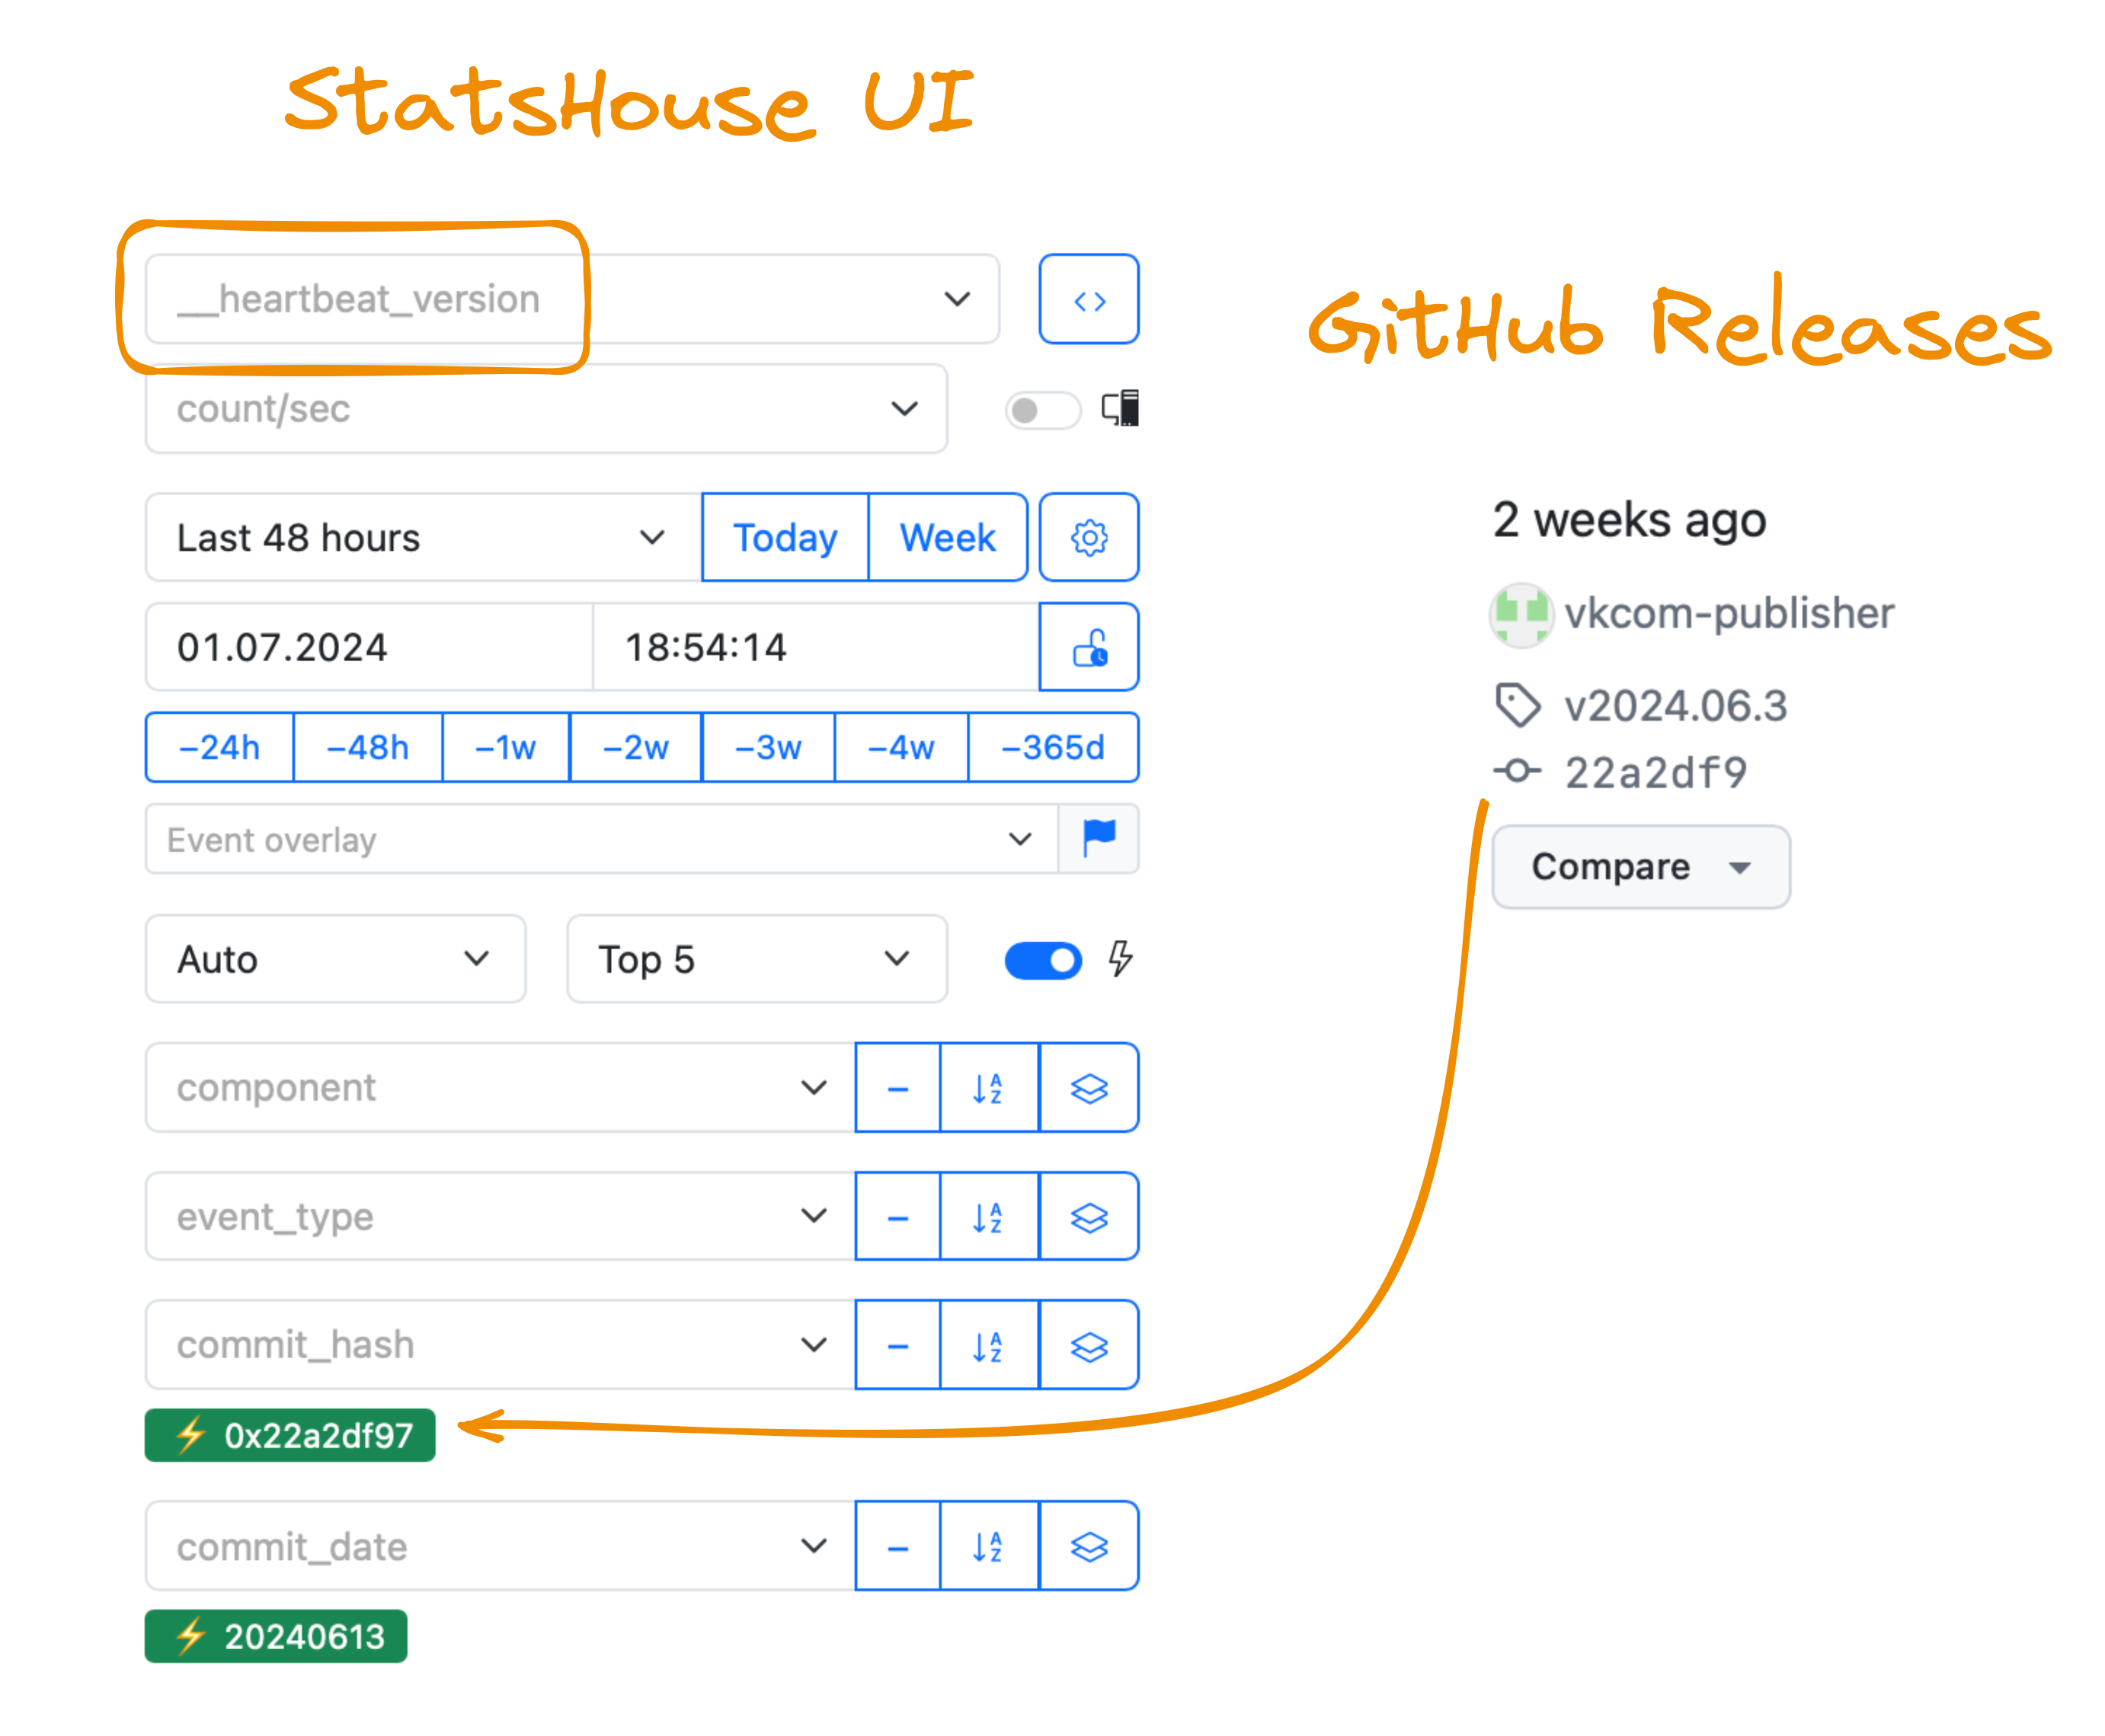 StatsHouse UI
__heartbeat_version
< >
count/sec
Last 48 hours
Today
Week
01.07.2024
18:54:14
–24h
–48h
–1w
–2w
–3w
–4w
–365d
Event overlay
Auto
Top 5
component
–
A
Z
event_type
–
A
Z
commit_hash
–
A
Z
0x22a2df97
commit_date
–
A
Z
20240613
GitHub Releases
2 weeks ago
vkcom-publisher
v2024.06.3
22a2df9
Compare